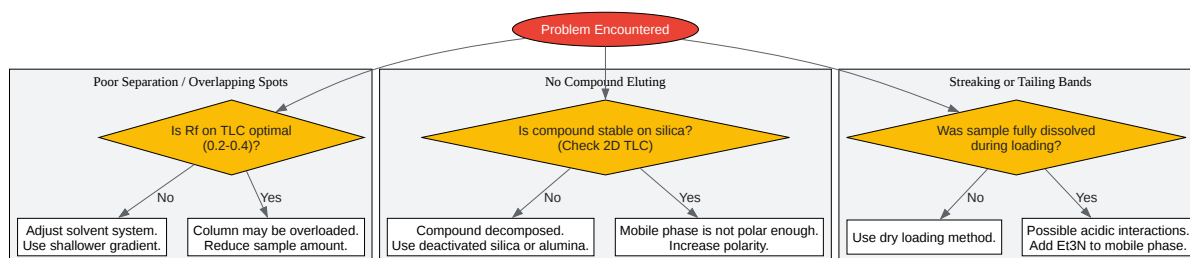 Problem Encountered
Poor Separation / Overlapping Spots
Is Rf on TLC optimal
(0.2-0.4)?
No
Yes
Adjust solvent system.
Use shallower gradient.
Column may be overloaded.
Reduce sample amount.
No Compound Eluting
Is compound stable on silica?
(Check 2D TLC)
No
Yes
Compound decomposed.
Use deactivated silica or alumina.
Mobile phase is not polar enough.
Increase polarity.
Streaking or Tailing Bands
Was sample fully dissolved
during loading?
No
Yes
Use dry loading method.
Possible acidic interactions.
Add Et3N to mobile phase.